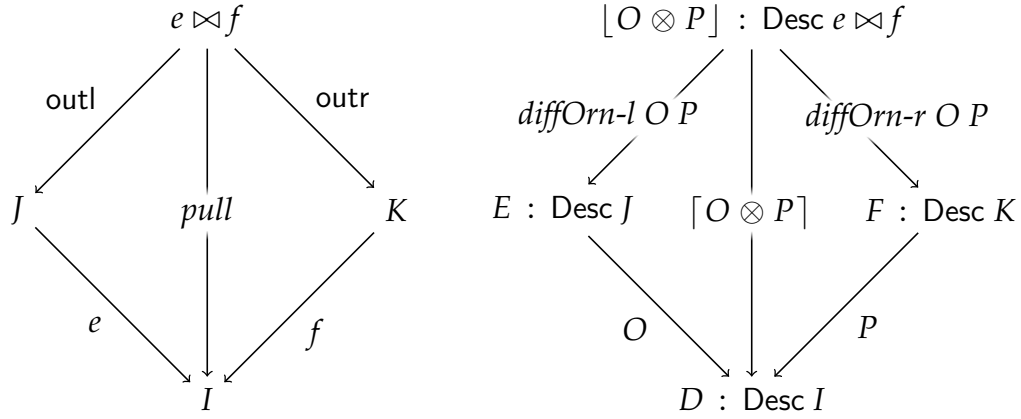 e ⋈ f
⌊O ⊗ P⌋ : Desc e ⋈ f
outl
outr
diffOrn-l O P
diffOrn-r O P
J
pull
K
E : Desc J
⌈O ⊗ P⌉
F : Desc K
e
f
O
P
I
D : Desc I